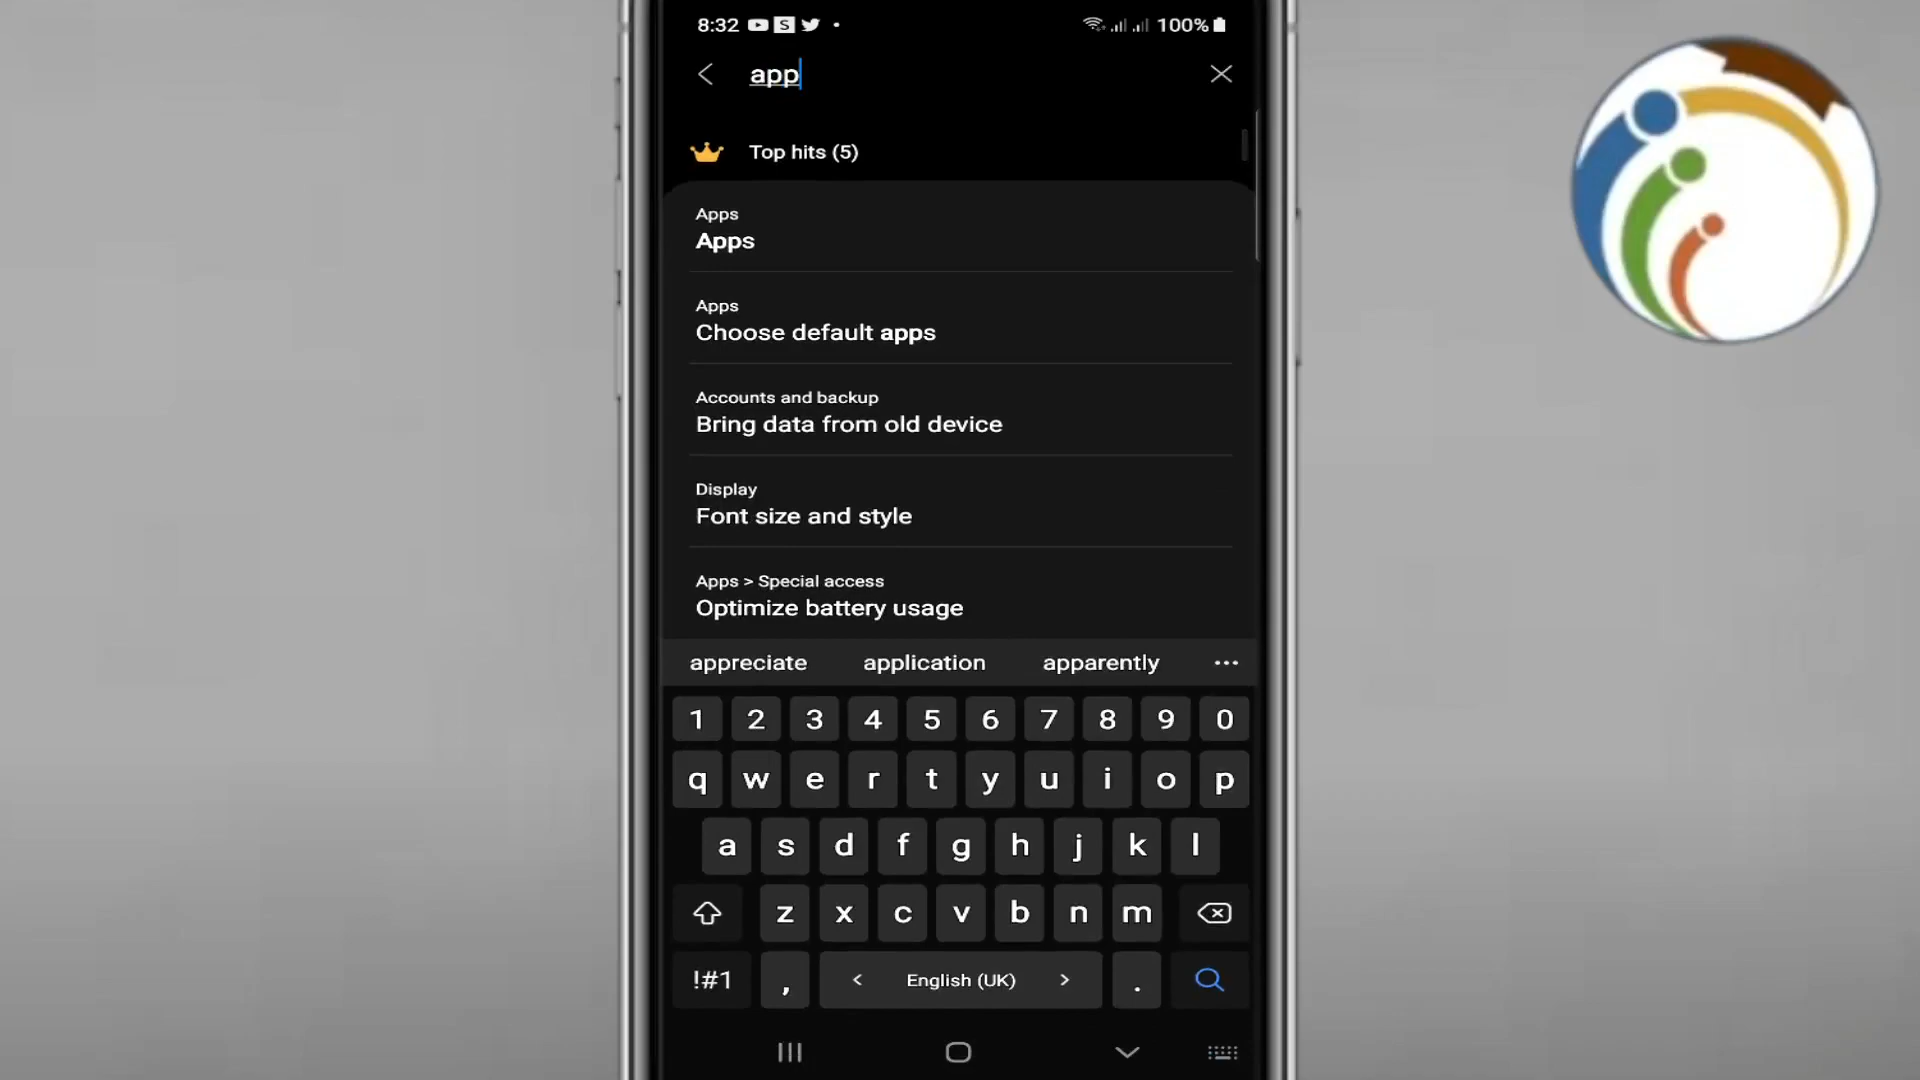 8:32 100%
app
Top hits (5)
Apps
Apps
Apps
Choose default apps
Accounts and backup
Bring data from old device
Display
Font size and style
Apps > Special access
Optimize battery usage
appreciate application apparently ...
1 2 3 4 5 6 7 8 9 0
q w e r t y u i o p
a s d f g h j k l
z x c v b n m
!#1 , < English (UK) > .